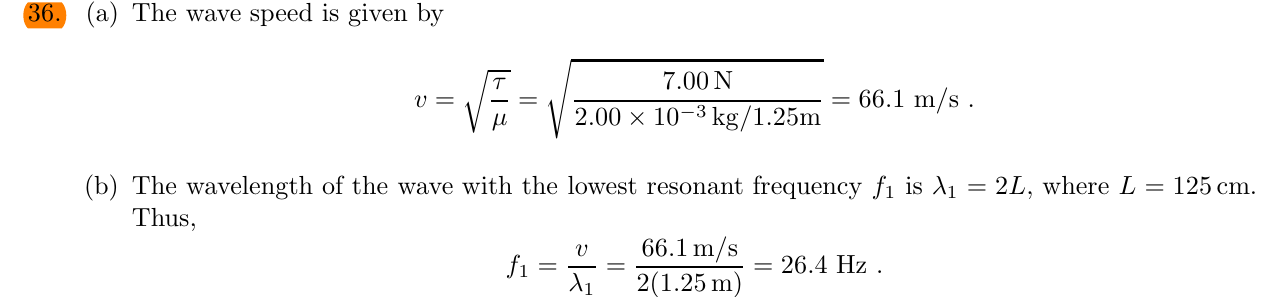 36. (a) The wave speed is given by
v = √(τ/μ) = √(7.00 N / 2.00 × 10⁻³ kg/1.25m) = 66.1 m/s .
(b) The wavelength of the wave with the lowest resonant frequency f₁ is λ₁ = 2L, where L = 125 cm.
Thus,
f₁ = v/λ₁ = 66.1 m/s / 2(1.25 m) = 26.4 Hz .